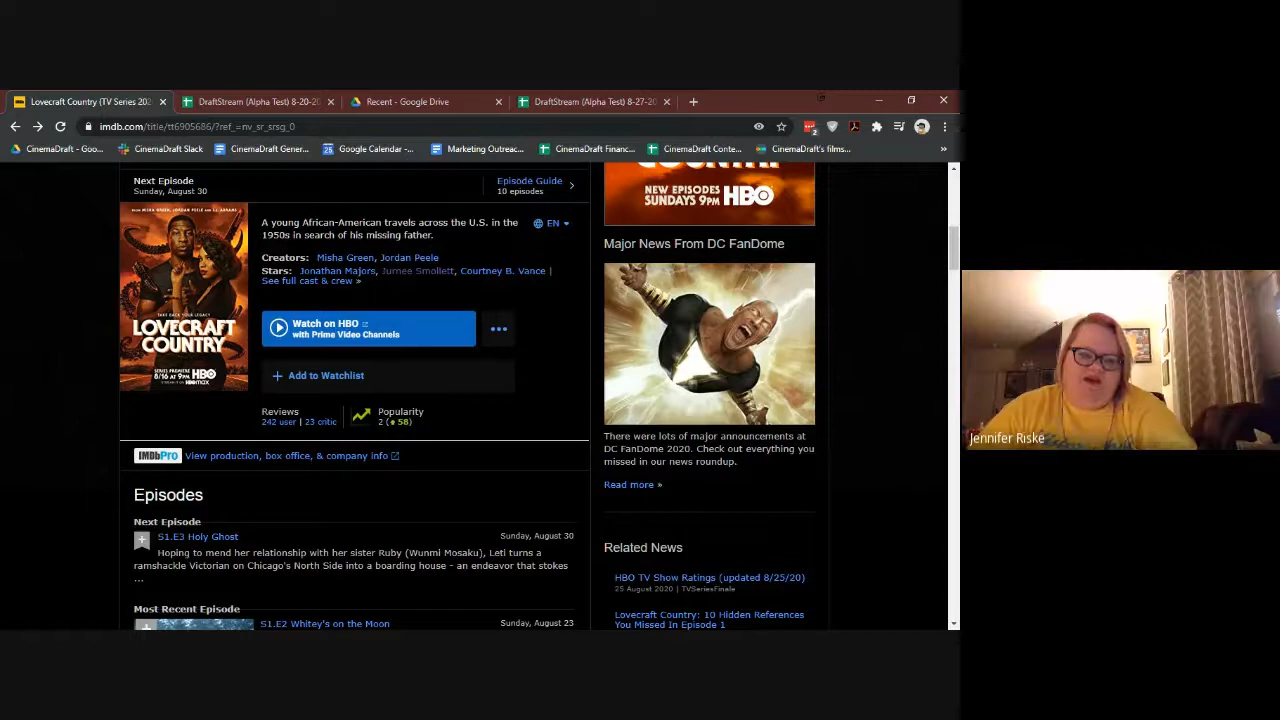 Lovecraft Country (TV Series 202
DraftStream (Alpha Test) 8-20-20
Recent - Google Drive
DraftStream (Alpha Test) 8-27-20
imdb.com/title/tt6905686/?ref_=nv_sr_srsg_0
2
CinemaDraft - Goo...
CinemaDraft Slack
CinemaDraft Gener...
Google Calendar -...
Marketing Outreac...
CinemaDraft Financ...
CinemaDraft Conte...
CinemaDraft's films...
Next Episode
Sunday, August 30
Episode Guide
10 episodes
LOVECRAFT
COUNTRY
SERIES PREMIERE
8/16 AT 9PM HBO
A young African-American travels across the U.S. in the
1950s in search of his missing father.
EN
Creators: Misha Green, Jordan Peele
Stars: Jonathan Majors, Jurnee Smollett, Courtney B. Vance |
See full cast & crew »
Watch on HBO
with Prime Video Channels
Add to Watchlist
Reviews
242 user | 23 critic
Popularity
2 (58)
IMDbPro View production, box office, & company info
Episodes
Next Episode
S1.E3 Holy Ghost
Sunday, August 30
Hoping to mend her relationship with her sister Ruby (Wunmi Mosaku), Leti turns a
ramshackle Victorian on Chicago's North Side into a boarding house - an endeavor that stokes
...
Most Recent Episode
S1.E2 Whitey's on the Moon
Sunday, August 23
COUNTRY
NEW EPISODES
SUNDAYS 9PM HBO
Major News From DC FanDome
There were lots of major announcements at
DC FanDome 2020. Check out everything you
missed in our news roundup.
Read more »
Related News
HBO TV Show Ratings (updated 8/25/20)
25 August 2020 | TVSeriesFinale
Lovecraft Country: 10 Hidden References
You Missed In Episode 1
Jennifer Riske